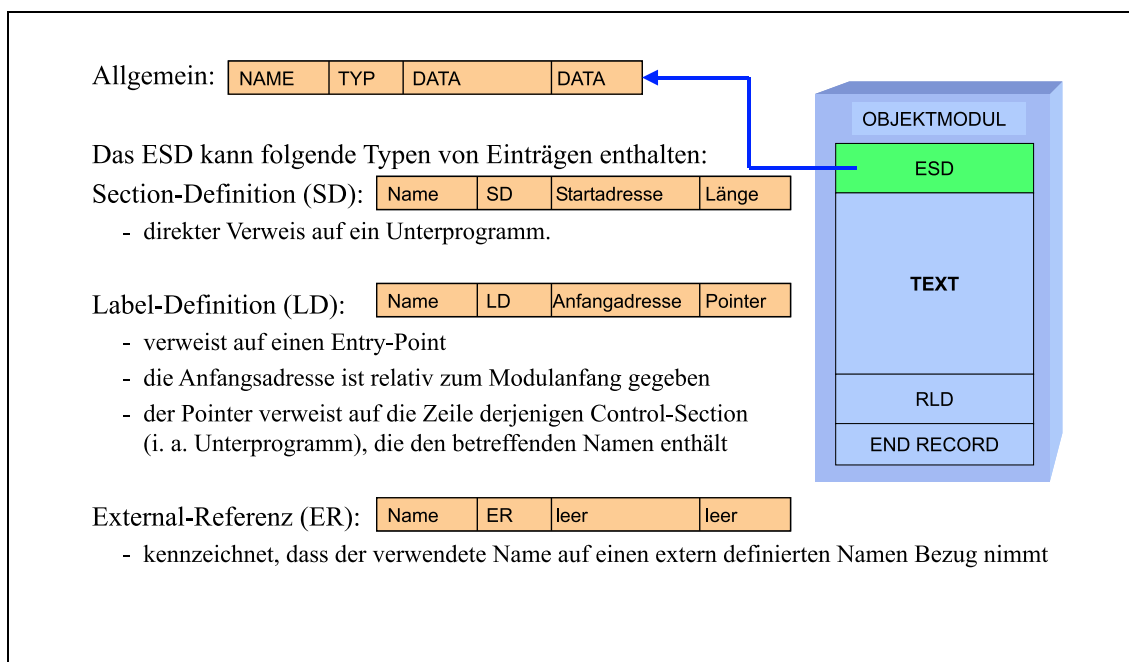 Allgemein: NAME TYP DATA DATA
Das ESD kann folgende Typen von Einträgen enthalten:
Section-Definition (SD): Name SD Startadresse Länge
- direkter Verweis auf ein Unterprogramm.
Label-Definition (LD): Name LD Anfangadresse Pointer
- verweist auf einen Entry-Point
- die Anfangsadresse ist relativ zum Modulanfang gegeben
- der Pointer verweist auf die Zeile derjenigen Control-Section
(i. a. Unterprogramm), die den betreffenden Namen enthält
External-Referenz (ER): Name ER leer leer
- kennzeichnet, dass der verwendete Name auf einen extern definierten Namen Bezug nimmt
OBJEKTMODUL
ESD
TEXT
RLD
END RECORD